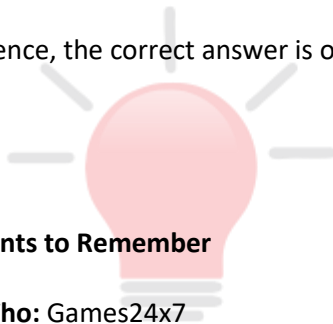 ence, the correct answer is o
nts to Remember
ho: Games24x7